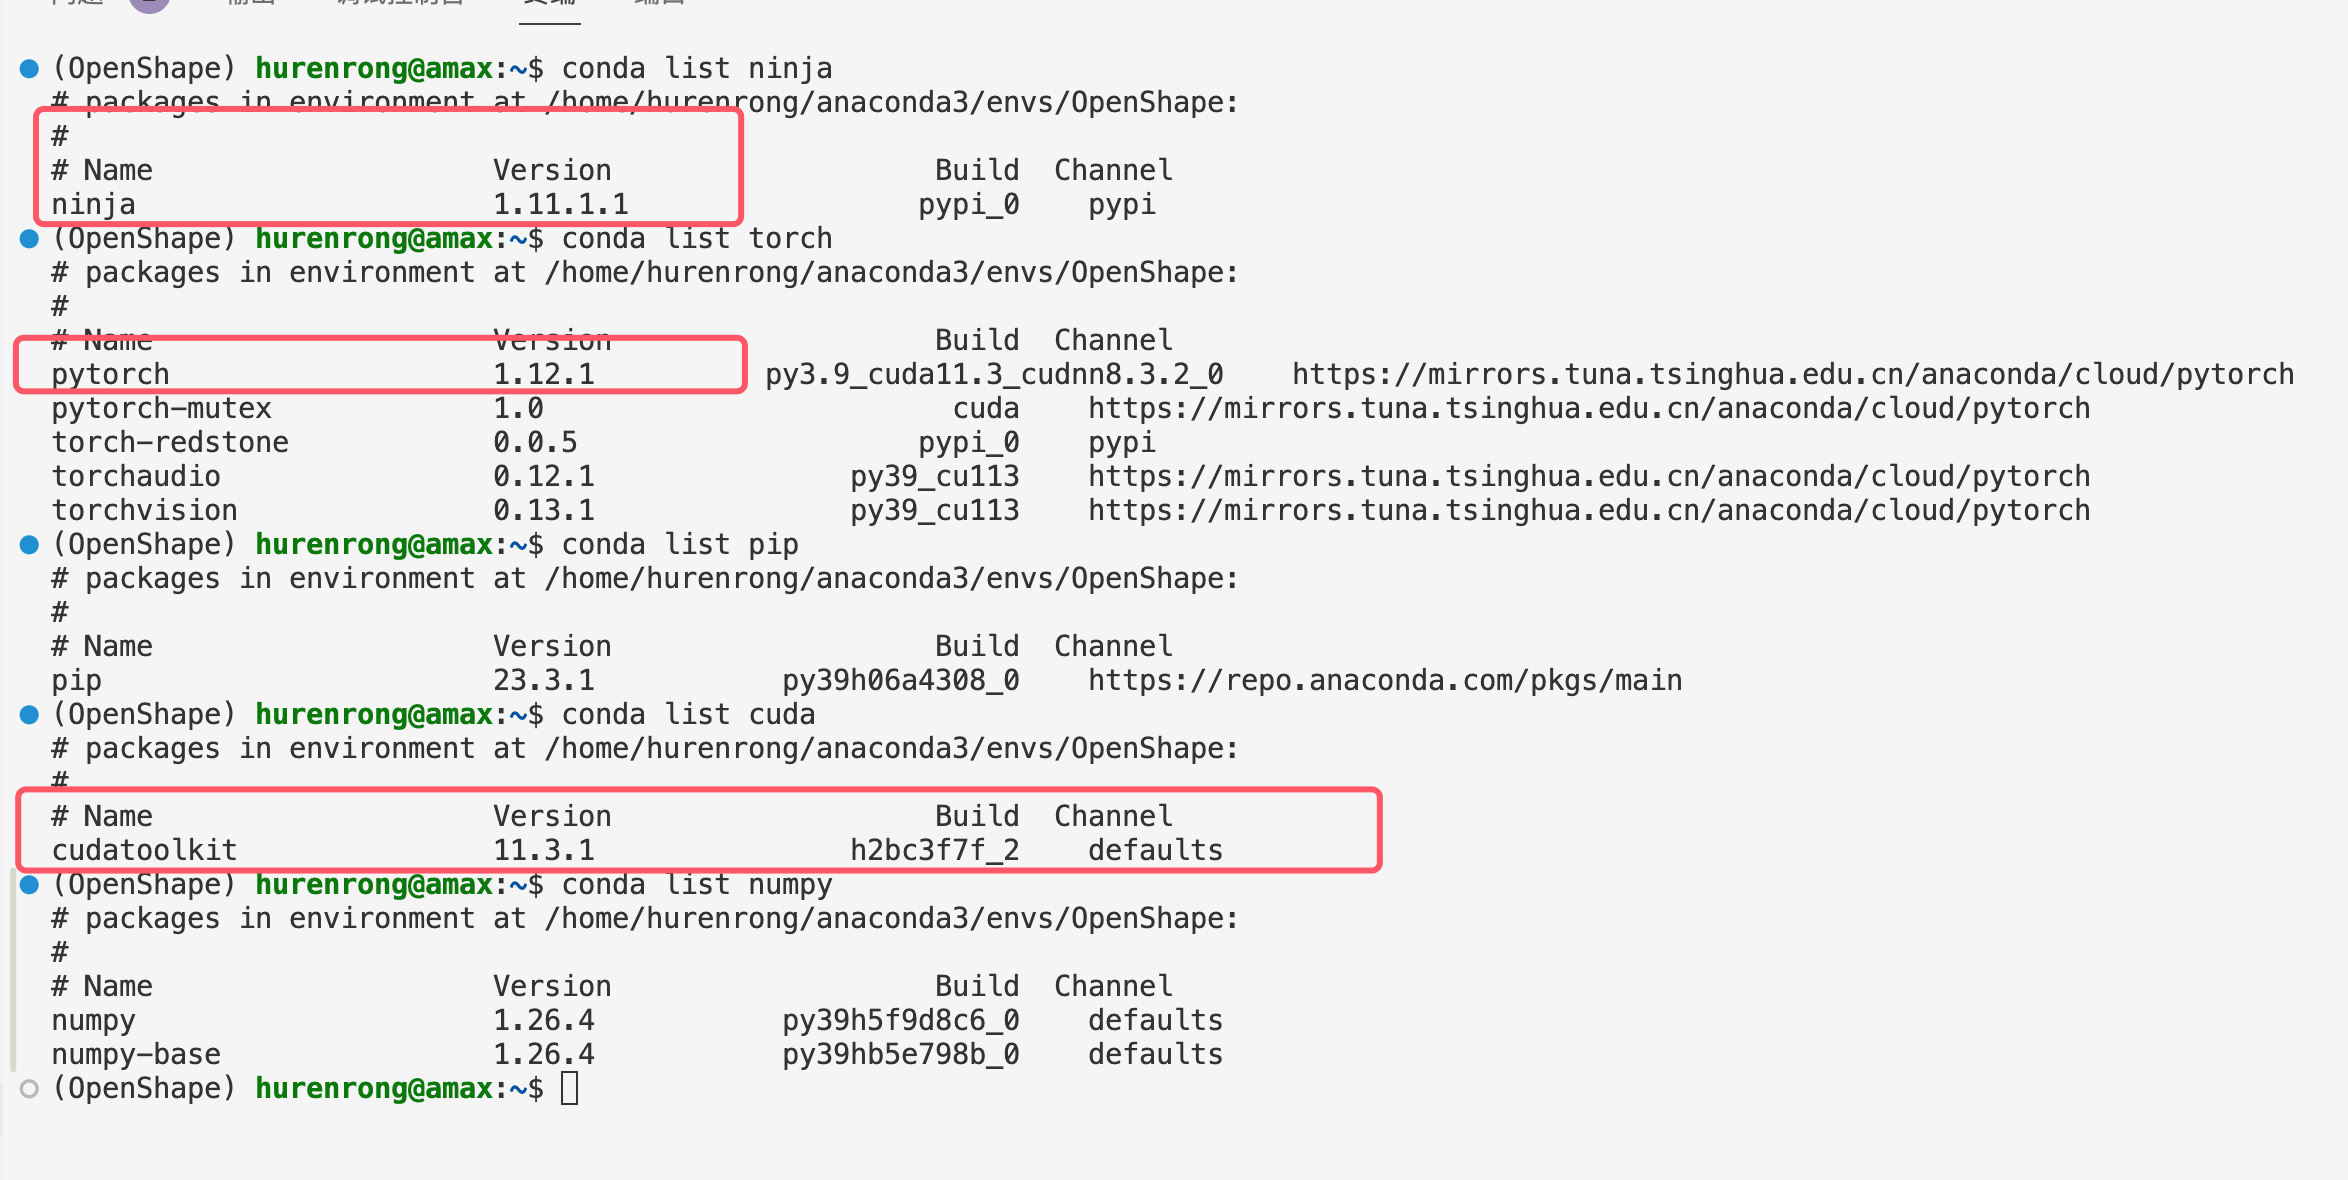 终端
(OpenShape) hurenrong@amax:~$ conda list ninja
# packages in environment at /home/hurenrong/anaconda3/envs/OpenShape:
#
# Name Version Build Channel
ninja 1.11.1.1 pypi_0 pypi
(OpenShape) hurenrong@amax:~$ conda list torch
# packages in environment at /home/hurenrong/anaconda3/envs/OpenShape:
#
# Name Version Build Channel
pytorch 1.12.1 py3.9_cuda11.3_cudnn8.3.2_0 https://mirrors.tuna.tsinghua.edu.cn/anaconda/cloud/pytorch
pytorch-mutex 1.0 cuda https://mirrors.tuna.tsinghua.edu.cn/anaconda/cloud/pytorch
torch-redstone 0.0.5 pypi_0 pypi
torchaudio 0.12.1 py39_cu113 https://mirrors.tuna.tsinghua.edu.cn/anaconda/cloud/pytorch
torchvision 0.13.1 py39_cu113 https://mirrors.tuna.tsinghua.edu.cn/anaconda/cloud/pytorch
(OpenShape) hurenrong@amax:~$ conda list pip
# packages in environment at /home/hurenrong/anaconda3/envs/OpenShape:
#
# Name Version Build Channel
pip 23.3.1 py39h06a4308_0 https://repo.anaconda.com/pkgs/main
(OpenShape) hurenrong@amax:~$ conda list cuda
# packages in environment at /home/hurenrong/anaconda3/envs/OpenShape:
#
# Name Version Build Channel
cudatoolkit 11.3.1 h2bc3f7f_2 defaults
(OpenShape) hurenrong@amax:~$ conda list numpy
# packages in environment at /home/hurenrong/anaconda3/envs/OpenShape:
#
# Name Version Build Channel
numpy 1.26.4 py39h5f9d8c6_0 defaults
numpy-base 1.26.4 py39hb5e798b_0 defaults
(OpenShape) hurenrong@amax:~$